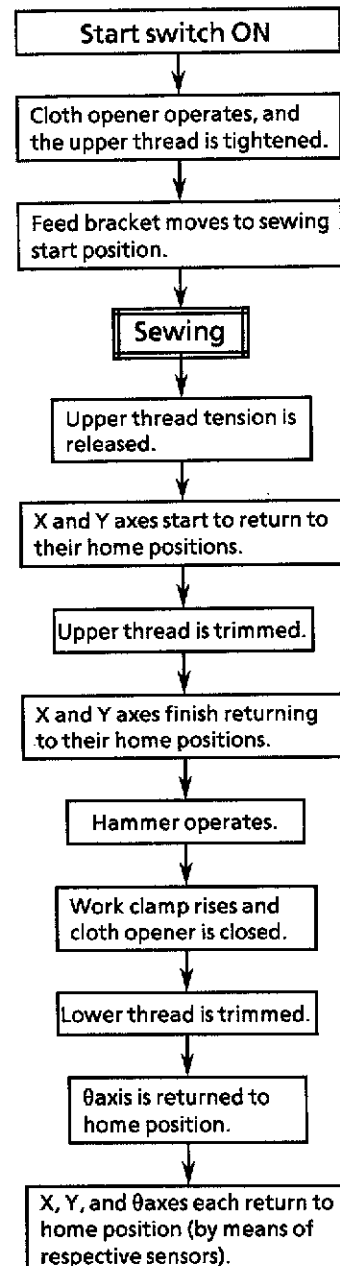 Start switch ON
Cloth opener operates, and
the upper thread is tightened.
Feed bracket moves to sewing
start position.
Sewing
Upper thread tension is
released.
X and Y axes start to return to
their home positions.
Upper thread is trimmed.
X and Y axes finish returning
to their home positions.
Hammer operates.
Work clamp rises and
cloth opener is closed.
Lower thread is trimmed.
θaxis is returned to
home position.
X, Y, and θaxes each return to
home position (by means of
respective sensors).